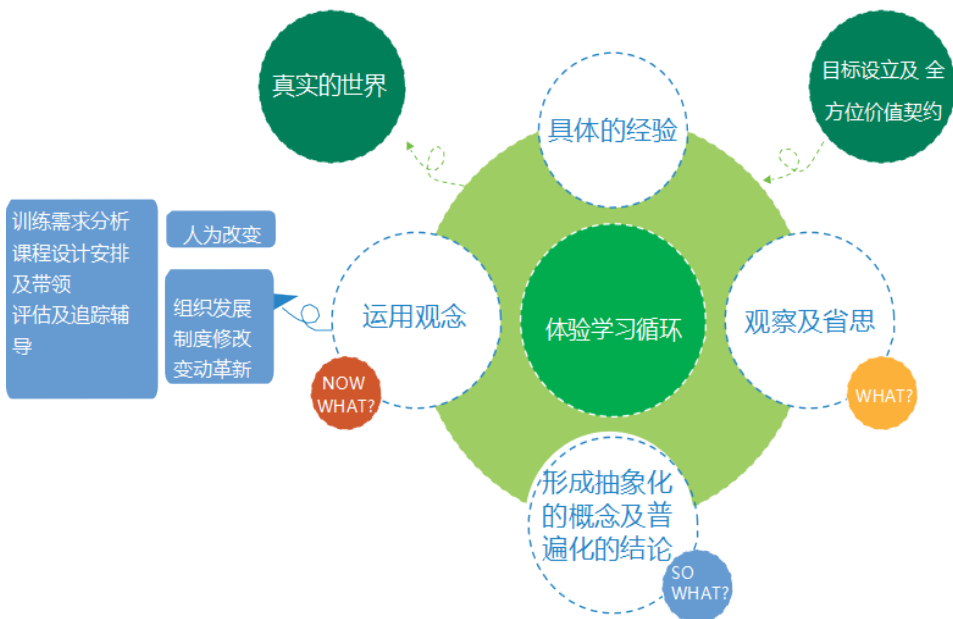 真实的世界
目标设立及 全
方位价值契约
具体的经验
训练需求分析
课程设计安排
及带领
评估及追踪辅
导
人为改变
组织发展
制度修改
变动革新
运用观念
体验学习循环
观察及省思
NOW
WHAT?
WHAT?
形成抽象化
的概念及普
遍化的结论
SO
WHAT?